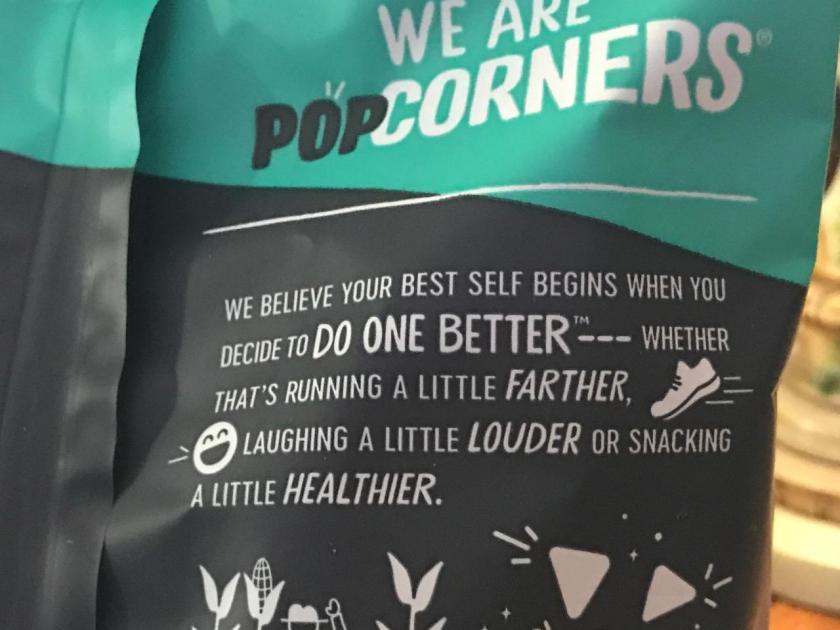 WE ARE
POPCORNERS®
WE BELIEVE YOUR BEST SELF BEGINS WHEN YOU
DECIDE TO DO ONE BETTER™--- WHETHER
THAT'S RUNNING A LITTLE FARTHER,
LAUGHING A LITTLE LOUDER OR SNACKING
A LITTLE HEALTHIER.